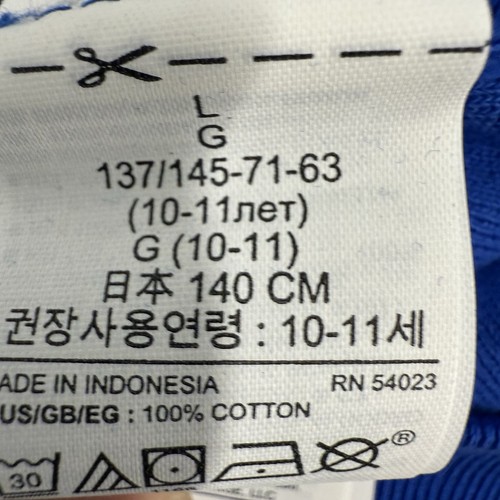 L
G
137/145-71-63
(10-11лет)
G (10-11)
日本 140 CM
권장사용연령 : 10-11세
ADE IN INDONESIA RN 54023
US/GB/EG : 100% COTTON
30 ®